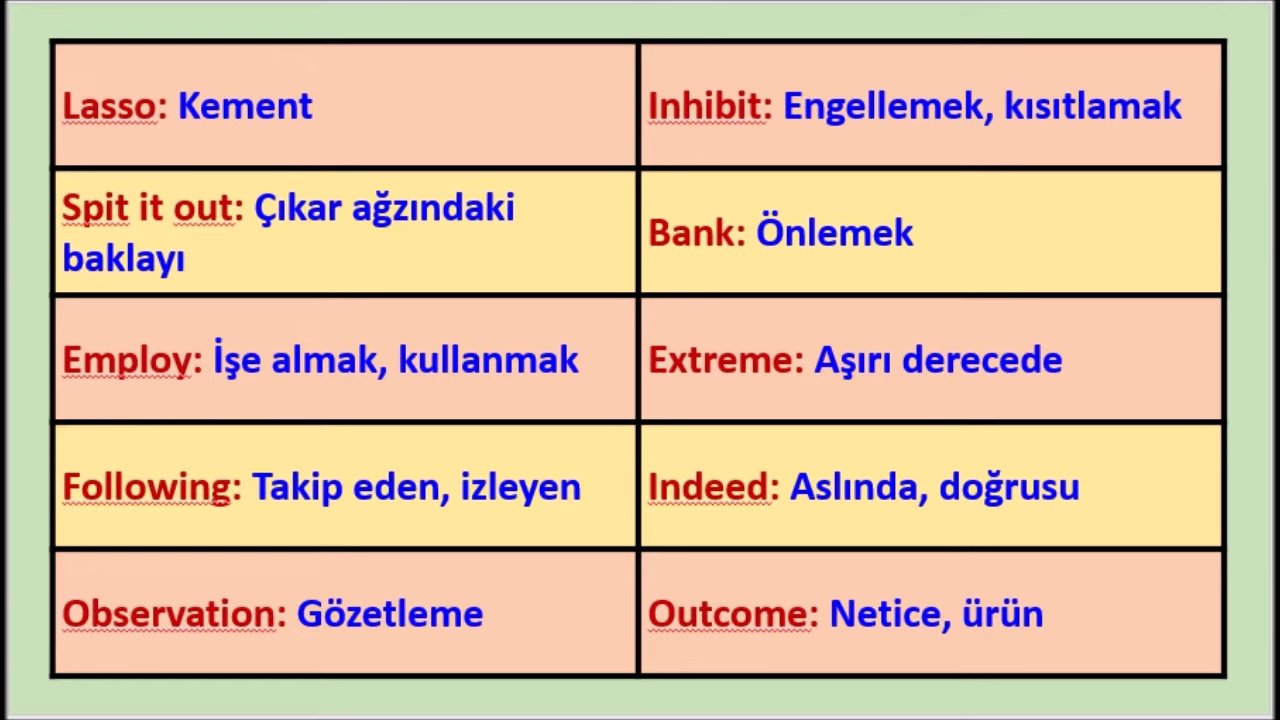 Lasso: Kement
Inhibit: Engellemek, kısıtlamak
Spit it out: Çıkar ağzındaki
baklayı
Bank: Önlemek
Employ: İşe almak, kullanmak
Extreme: Aşırı derecede
Following: Takip eden, izleyen
Indeed: Aslında, doğrusu
Observation: Gözetleme
Outcome: Netice, ürün